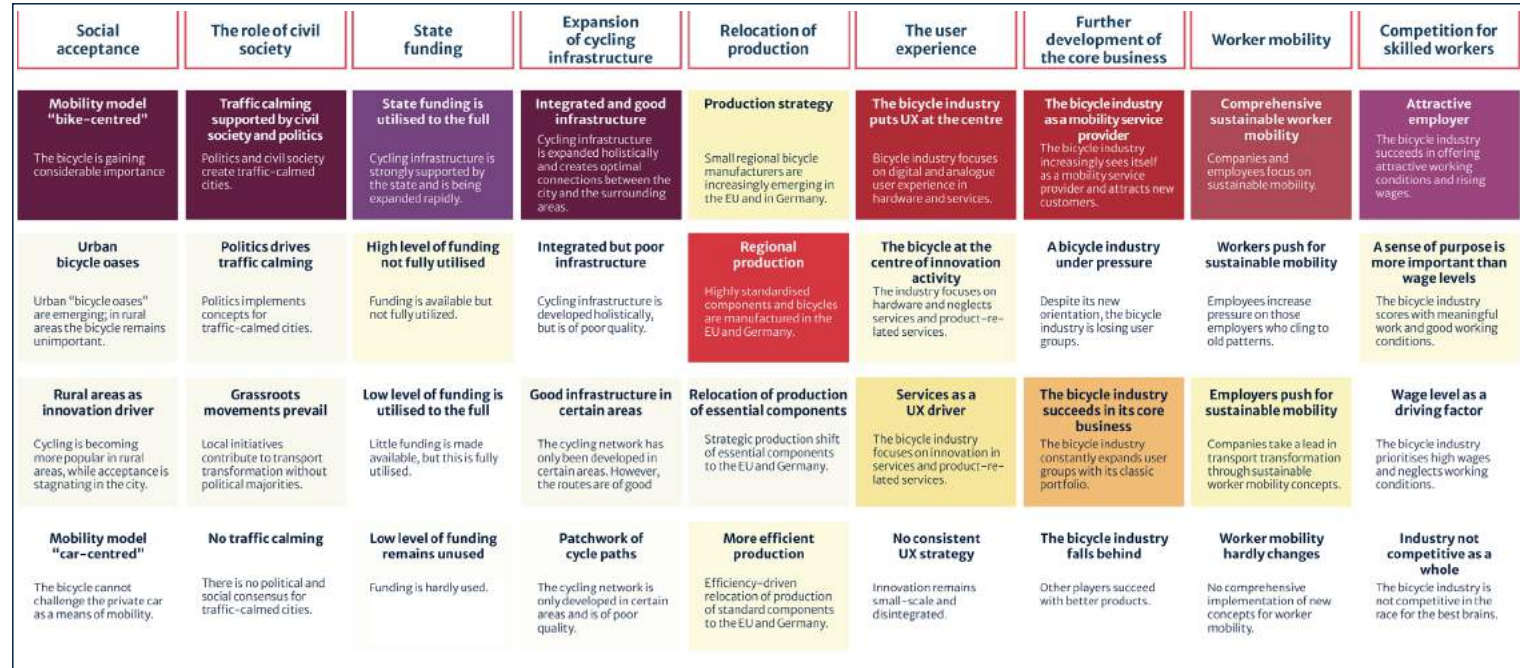 Social
acceptance
The role of civil
society
State
funding
Expansion
of cycling
infrastructure
Relocation of
production
The user
experience
Further
development of
the core business
Worker mobility
Competition for
skilled workers
Mobility model
"bike-centred"
The bicycle is gaining
considerable importance
Traffic calming
supported by civil
society and politics
Politics and civil society
create traffic-calmed
cities.
State funding is
utilised to the full
Cycling infrastructure is
strongly supported by
the state and is being
expanded rapidly.
Integrated and good
infrastructure
Cycling infrastructure
is expanded holistically
and creates optimal
connections between the
city and the surrounding
areas.
Production strategy
Small regional bicycle
manufacturers are
increasingly emerging in
the EU and in Germany.
The bicycle industry
puts UX at the centre
Bicycle industry focuses
on digital and analogue
user experience in
hardware and services.
The bicycle industry
as a mobility service
provider
The bicycle industry
increasingly sees itself
as a mobility service
provider and attracts new
customers.
Comprehensive
sustainable worker
mobility
Companies and
employees focus on
sustainable mobility.
Attractive
employer
The bicycle industry
succeeds in offering
attractive working
conditions and rising
wages.
Urban
bicycle oases
Urban "bicycle oases"
are emerging; in rural
areas the bicycle remains
unimportant.
Politics drives
traffic calming
Politics implements
concepts for
traffic-calmed cities.
High level of funding
not fully utilised
Funding is available but
not fully utilized.
Integrated but poor
infrastructure
Cycling infrastructure is
developed holistically,
but is of poor quality.
Regional
production
Highly standardised
components and bicycles
are manufactured in the
EU and Germany.
The bicycle at the
centre of innovation
activity
The industry focuses on
hardware and neglects
services and product-re-
lated services.
A bicycle industry
under pressure
Despite its new
orientation, the bicycle
industry is losing user
groups.
Workers push for
sustainable mobility
Employees increase
pressure on those
employers who cling to
old patterns.
A sense of purpose is
more important than
wage levels
The bicycle industry
scores with meaningful
work and good working
conditions.
Rural areas as
innovation driver
Cycling is becoming
more popular in rural
areas, while acceptance is
stagnating in the city.
Grassroots
movements prevail
Local initiatives
contribute to transport
transformation without
political majorities.
Low level of funding is
utilised to the full
Little funding is made
available, but this is fully
utilised.
Good infrastructure in
certain areas
The cycling network has
only been developed in
certain areas. However,
the routes are of good
Relocation of production
of essential components
Strategic production shift
of essential components
to the EU and Germany.
Services as a
UX driver
The bicycle industry
focuses on innovation in
services and product-re-
lated services.
The bicycle industry
succeeds in its core
business
The bicycle industry
constantly expands user
groups with its classic
portfolio.
Employers push for
sustainable mobility
Companies take a lead in
transport transformation
through sustainable
worker mobility concepts.
Wage level as a
driving factor
The bicycle industry
prioritises high wages
and neglects working
conditions.
Mobility model
"car-centred"
The bicycle cannot
challenge the private car
as a means of mobility.
No traffic calming
There is no political and
social consensus for
traffic-calmed cities.
Low level of funding
remains unused
Funding is hardly used.
Patchwork of
cycle paths
The cycling network is
only developed in certain
areas and is of poor
quality.
More efficient
production
Efficiency-driven
relocation of production
of standard components
to the EU and Germany.
No consistent
UX strategy
Innovation remains
small-scale and
disintegrated.
The bicycle industry
falls behind
Other players succeed
with better products.
Worker mobility
hardly changes
No comprehensive
implementation of new
concepts for worker
mobility.
Industry not
competitive as a
whole
The bicycle industry is
not competitive in the
race for the best brains.